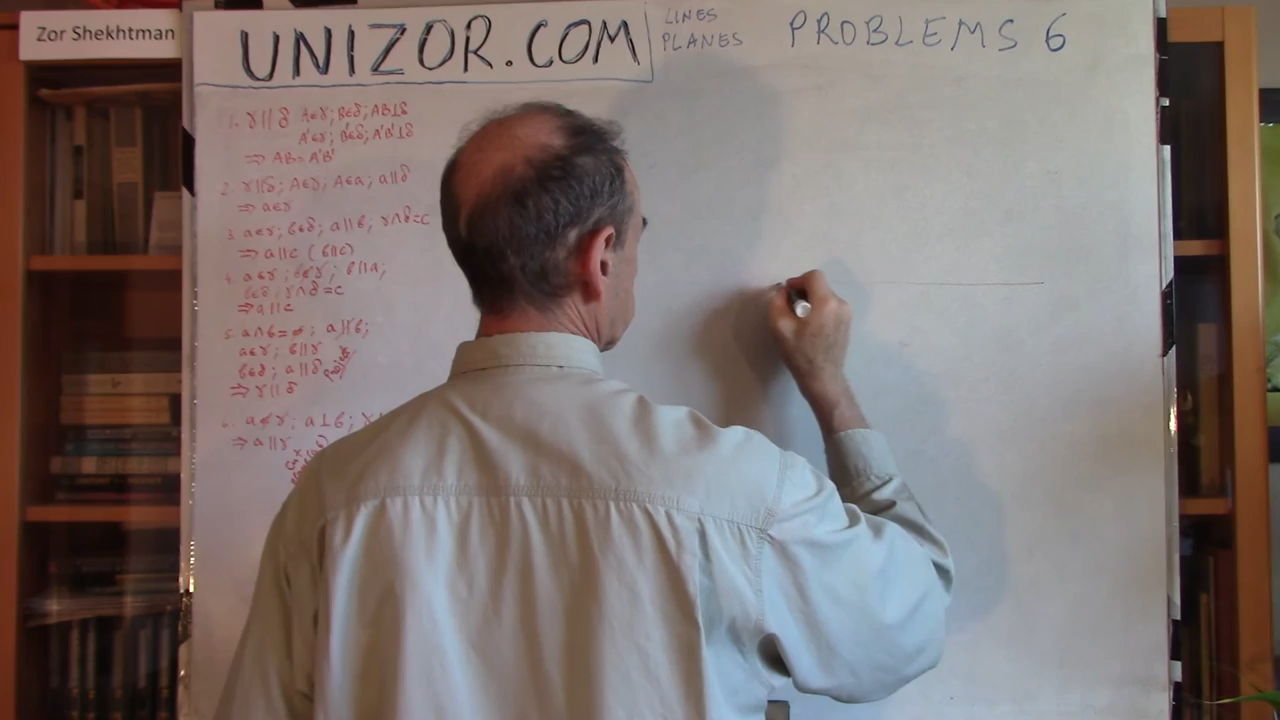 Zor Shekhtman
UNIZOR.COM
LINES
PLANES
PROBLEMS 6
1. γ||δ A∈γ; B∈δ; AB⊥δ
A'∈γ; B'∈δ; A'B'⊥δ
⇒ AB=A'B'
2. γ||δ; A∈γ; A∈a; a||δ
⇒ a∈γ
3. a∈γ; b∈δ; a||b; γ∩δ=c
⇒ a||c (b||c)
4. a∈γ; b∉γ; b||a;
b∈δ; γ∩δ=c
⇒ a||c
5. a∩b=ø; a∦b;
a∈γ; b||γ
b∈δ; a||δ
⇒ γ||δ
6. a∉γ; a⊥b;
⇒ a||γ